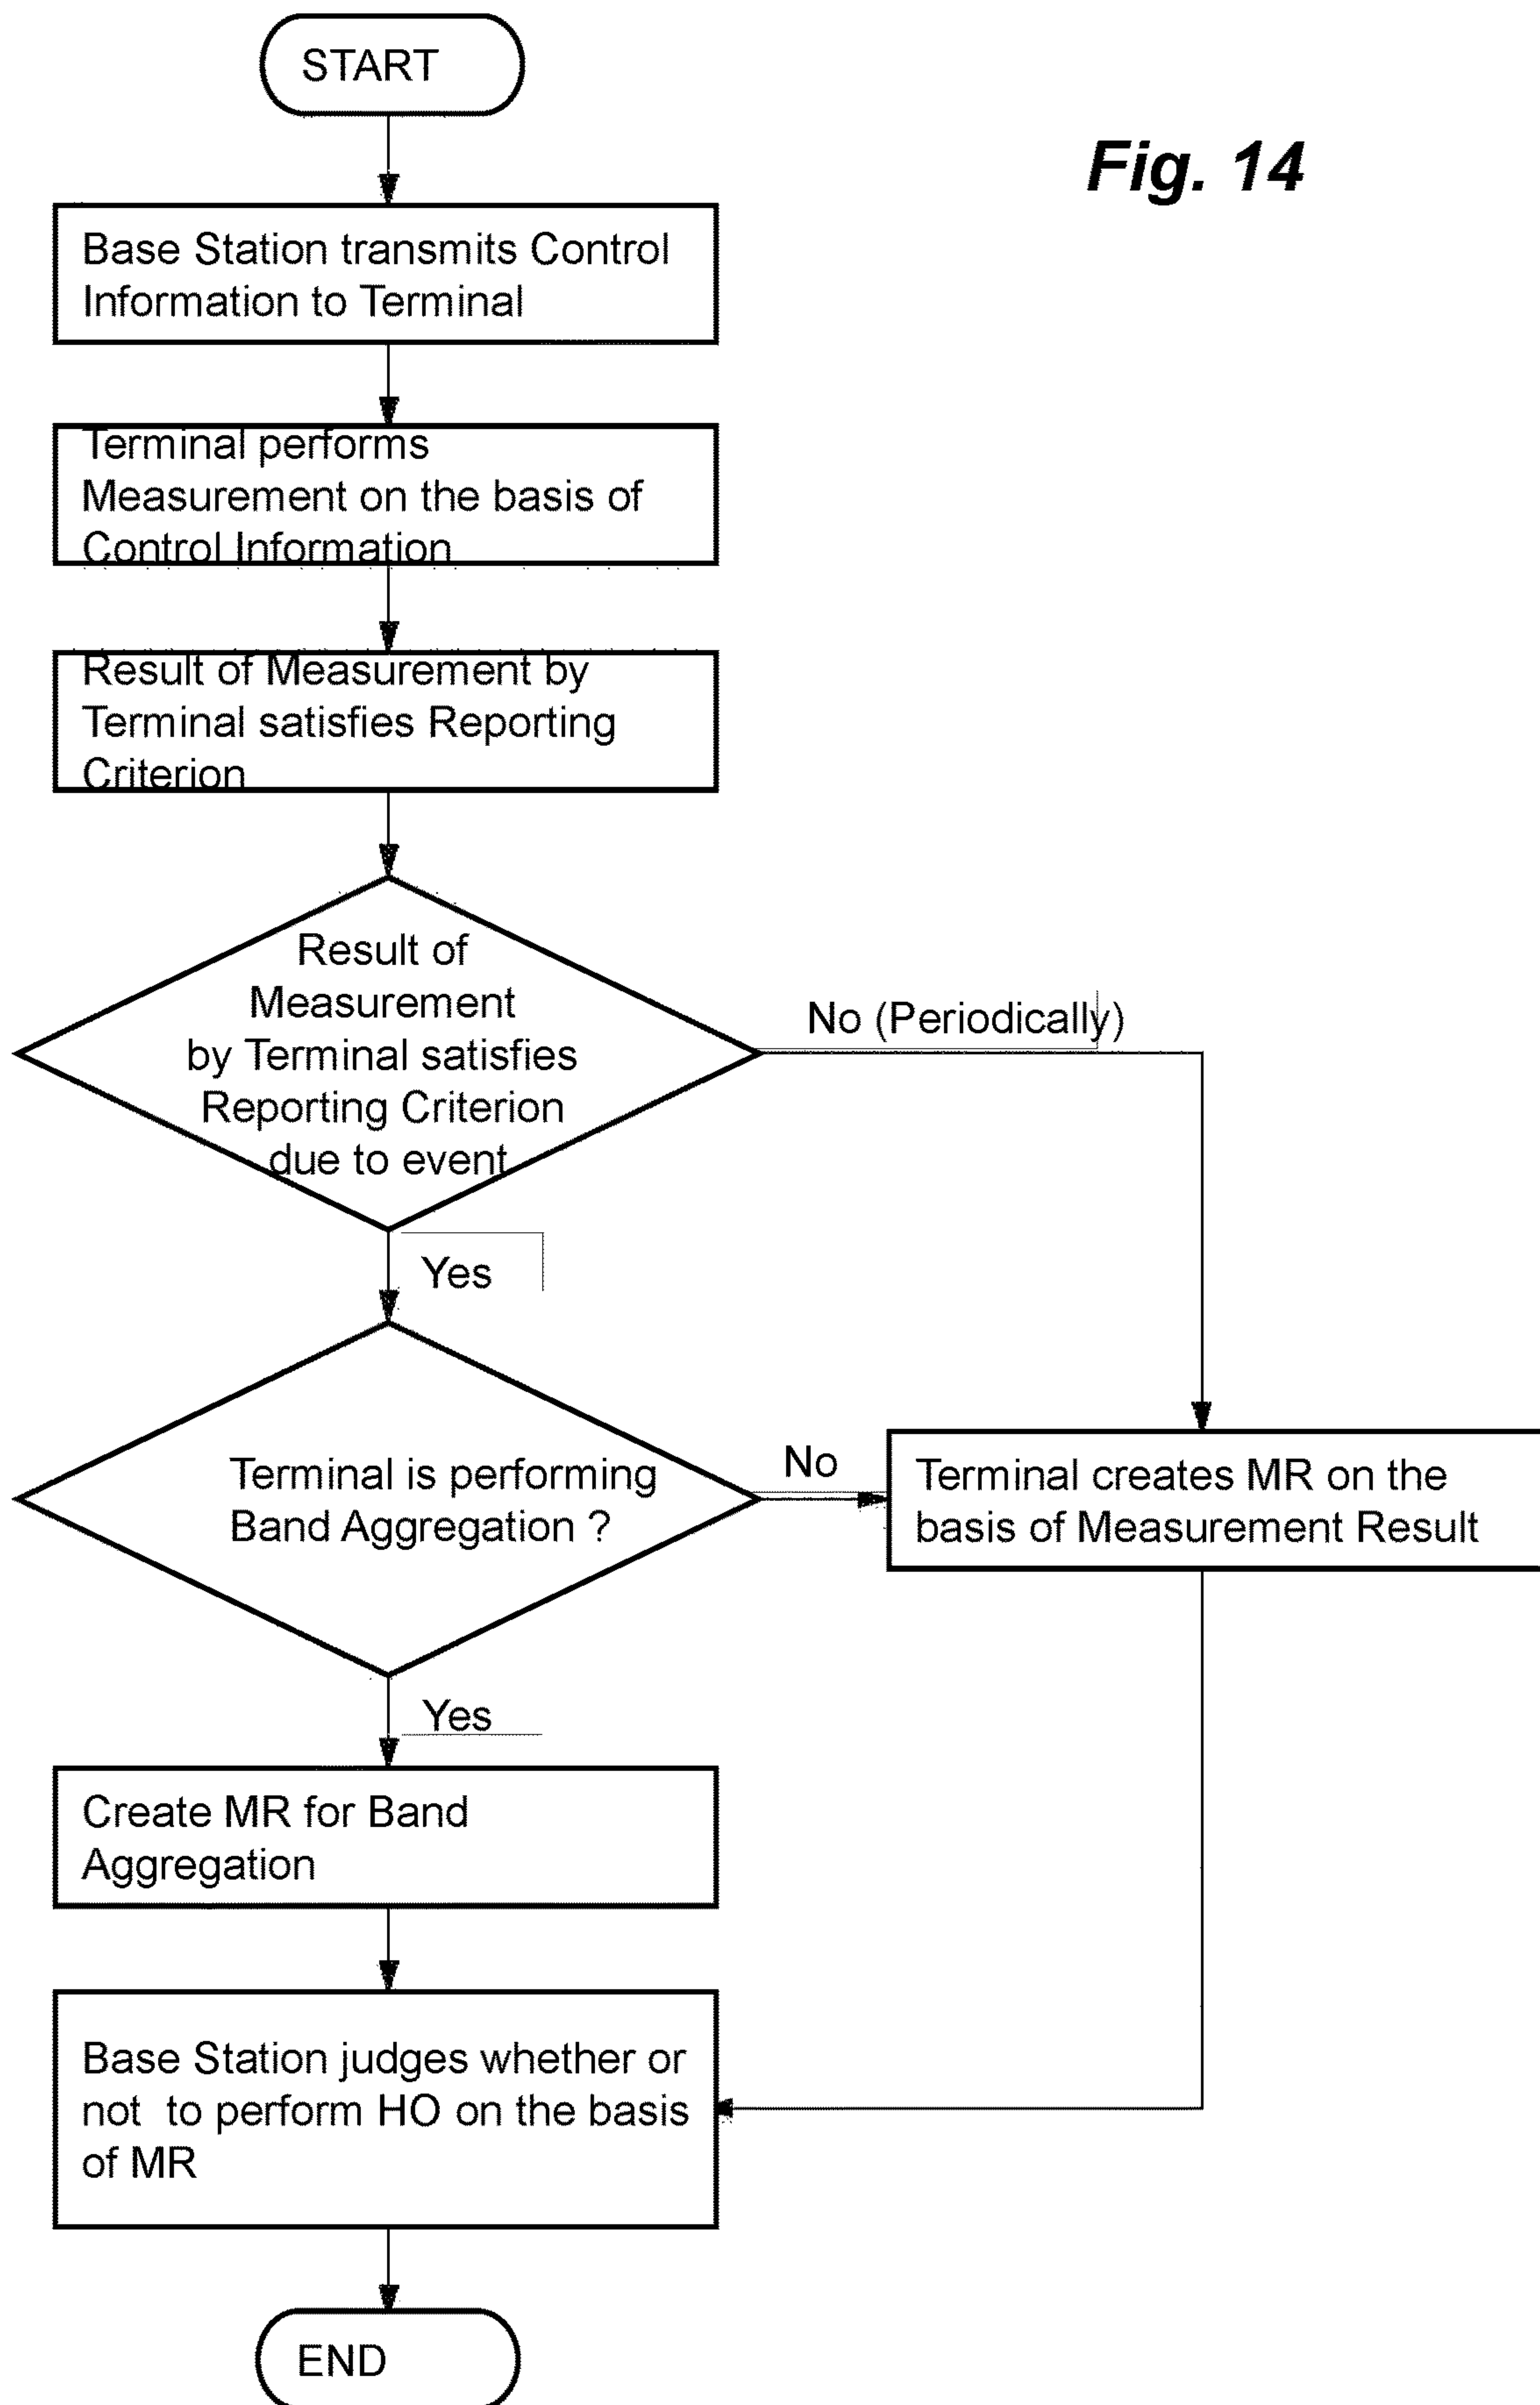 START
Fig. 14
Base Station transmits Control
Information to Terminal
Terminal performs
Measurement on the basis of
Control Information
Result of Measurement by
Terminal satisfies Reporting
Criterion
Result of
Measurement
by Terminal satisfies
Reporting Criterion
due to event
No (Periodically)
Yes
Terminal is performing
Band Aggregation ?
No
Terminal creates MR on the
basis of Measurement Result
Yes
Create MR for Band
Aggregation
Base Station judges whether or
not to perform HO on the basis
of MR
END